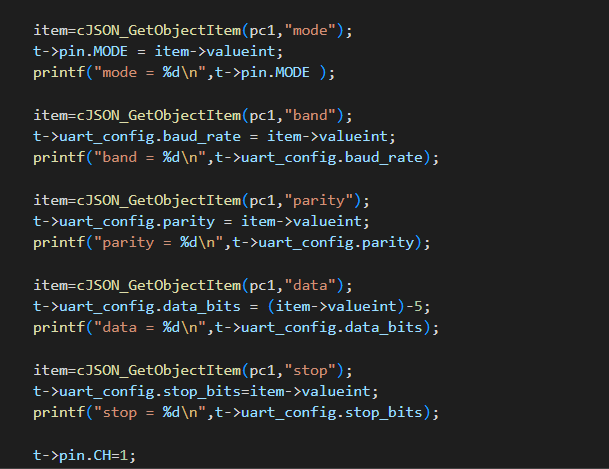 item=cJSON_GetObjectItem(pc1,"mode");
t->pin.MODE = item->valueint;
printf("mode = %d\n",t->pin.MODE );
item=cJSON_GetObjectItem(pc1,"band");
t->uart_config.baud_rate = item->valueint;
printf("band = %d\n",t->uart_config.baud_rate);
item=cJSON_GetObjectItem(pc1,"parity");
t->uart_config.parity = item->valueint;
printf("parity = %d\n",t->uart_config.parity);
item=cJSON_GetObjectItem(pc1,"data");
t->uart_config.data_bits = (item->valueint)-5;
printf("data = %d\n",t->uart_config.data_bits);
item=cJSON_GetObjectItem(pc1,"stop");
t->uart_config.stop_bits=item->valueint;
printf("stop = %d\n",t->uart_config.stop_bits);
t->pin.CH=1;